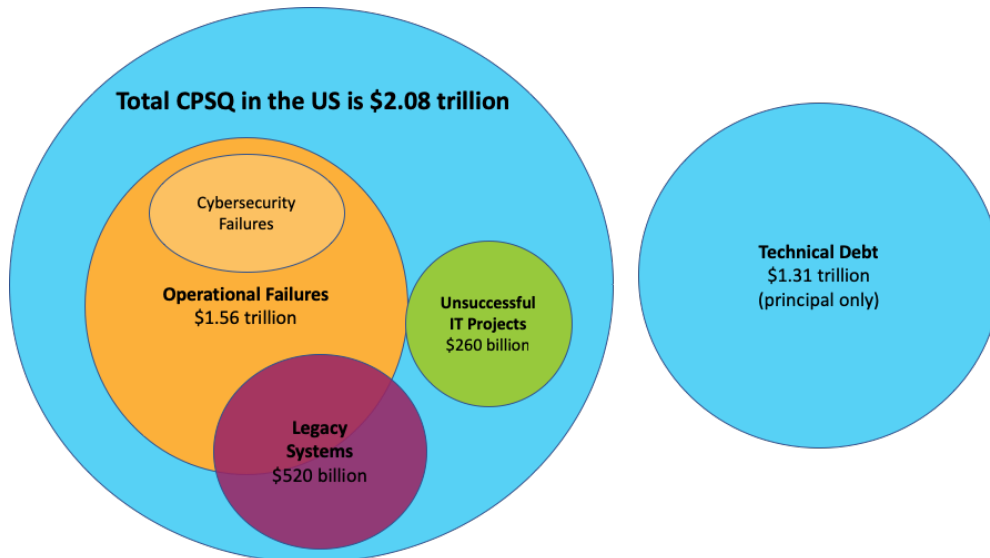 Total CPSQ in the US is $2.08 trillion
Cybersecurity
Failures
Operational Failures
$1.56 trillion
Unsuccessful
IT Projects
$260 billion
Legacy
Systems
$520 billion
Technical Debt
$1.31 trillion
(principal only)